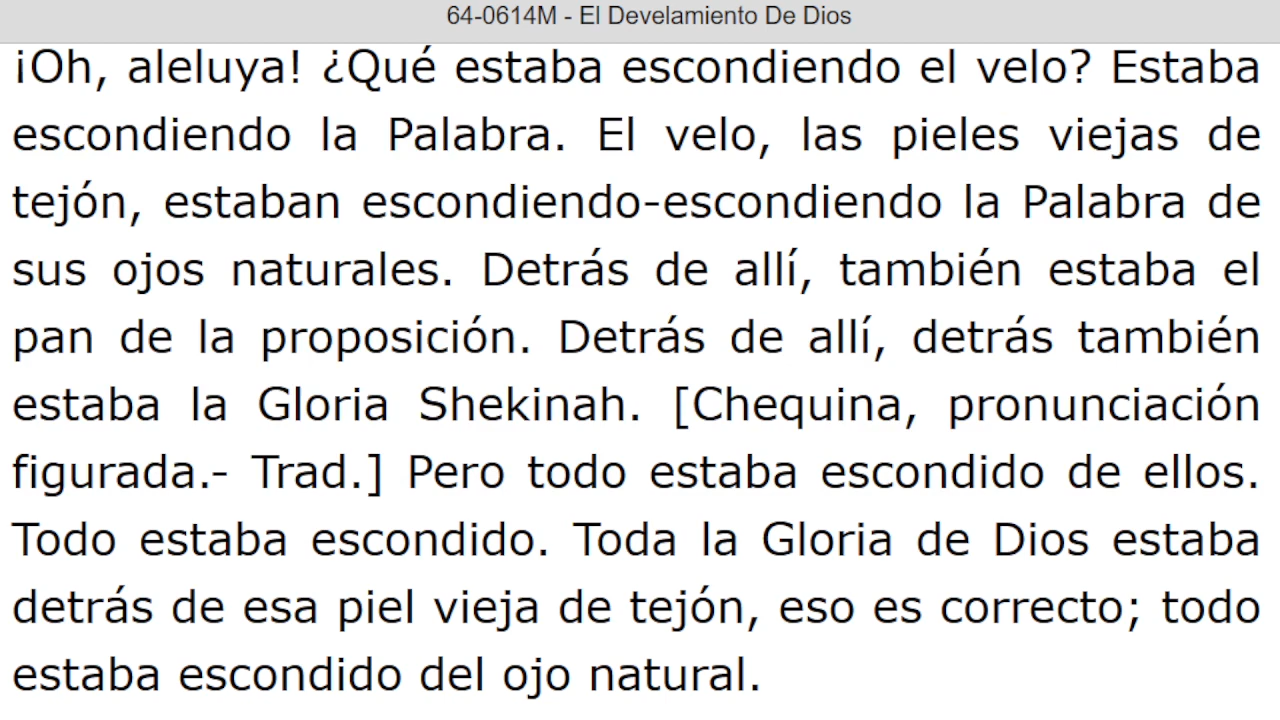 64-0614M - El Develamiento De Dios
¡Oh, aleluya! ¿Qué estaba escondiendo el velo? Estaba
escondiendo la Palabra. El velo, las pieles viejas de
tejón, estaban escondiendo-escondiendo la Palabra de
sus ojos naturales. Detrás de allí, también estaba el
pan de la proposición. Detrás de allí, detrás también
estaba la Gloria Shekinah. [Chequina, pronunciación
figurada.- Trad.] Pero todo estaba escondido de ellos.
Todo estaba escondido. Toda la Gloria de Dios estaba
detrás de esa piel vieja de tejón, eso es correcto; todo
estaba escondido del ojo natural.